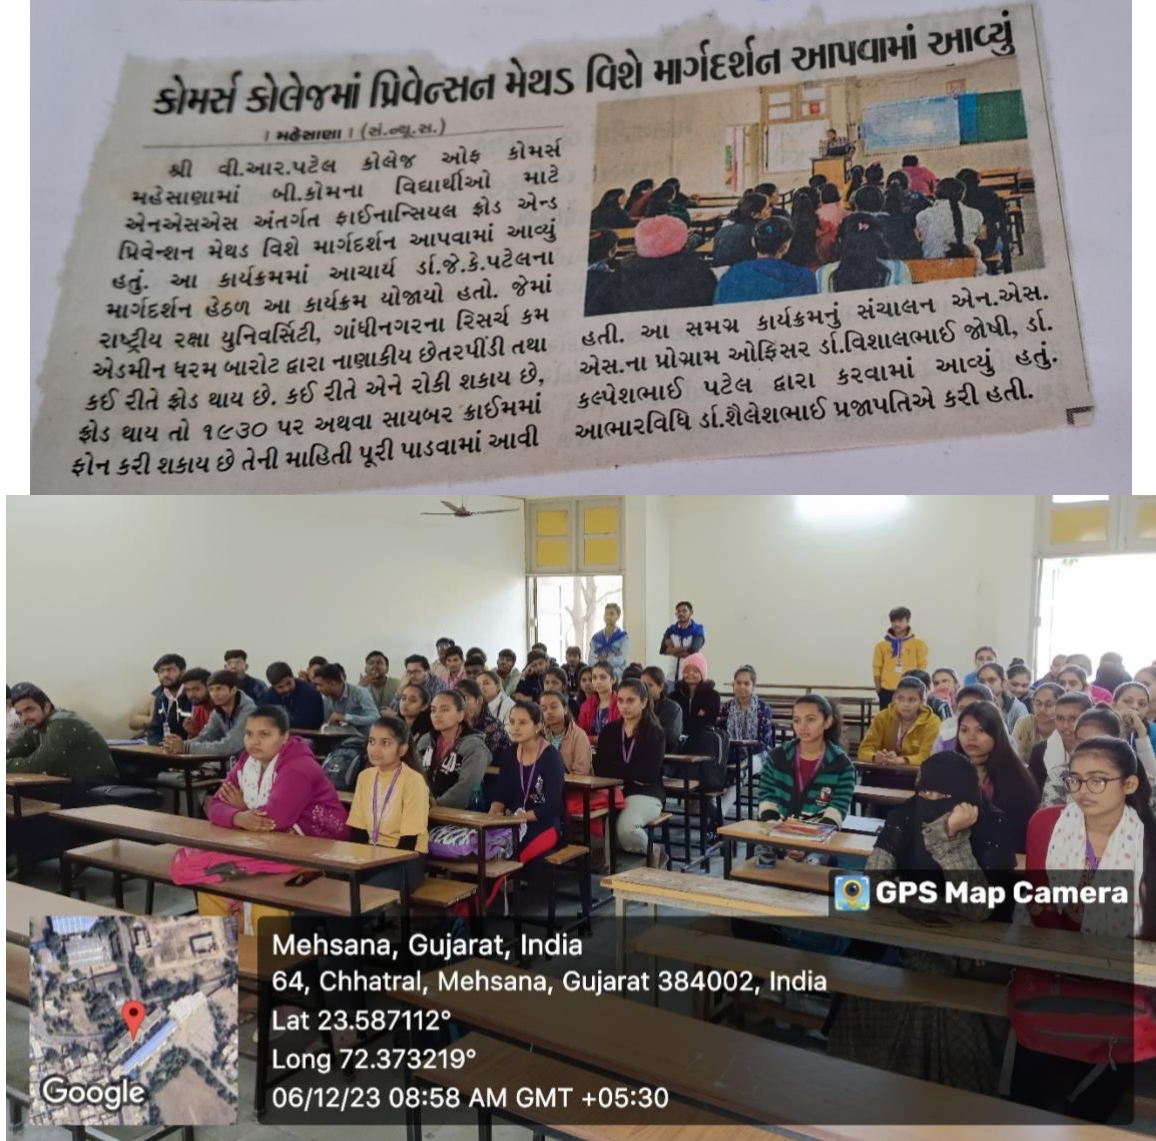 કોમર્સ કોલેજમાં પ્રિવેન્સન મેથડ વિશે માર્ગદર્શન આપવામાં આવ્યું
। મહેસાણા । (સં.ન્યૂ.સ.)
શ્રી વી.આર.પટેલ કોલેજ ઓફ કોમર્સ
મહેસાણામાં બી.કોમના વિદ્યાર્થીઓ માટે
એનએસએસ અંતર્ગત ફાઈનાન્સિયલ ફ્રોડ એન્ડ
પ્રિવેન્શન મેથડ વિશે માર્ગદર્શન આપવામાં આવ્યું
હતું. આ કાર્યક્રમમાં આચાર્ય ર્ડા.જે.કે.પટેલના
માર્ગદર્શન હેઠળ આ કાર્યક્રમ યોજાયો હતો. જેમાં
રાષ્ટ્રીય રક્ષા યુનિવર્સિટી, ગાંધીનગરના રિસર્ચ કમ
એડમીન ધરમ બારોટ દ્વારા નાણાકીય છેતરપીંડી તથા
કઈ રીતે ફ્રોડ થાય છે. કઈ રીતે એને રોકી શકાય છે,
ફ્રોડ થાય તો ૧૯૩૦ પર અથવા સાયબર ક્રાઈમમાં
ફોન કરી શકાય છે તેની માહિતી પૂરી પાડવામાં આવી
હતી. આ સમગ્ર કાર્યક્રમનું સંચાલન એન.એસ.
એસ.ના પ્રોગ્રામ ઓફિસર ર્ડા.વિશાલભાઈ જોષી, ર્ડા.
કલ્પેશભાઈ પટેલ દ્વારા કરવામાં આવ્યું હતું.
આભારવિધિ ર્ડા.શૈલેશભાઈ પ્રજાપતિએ કરી હતી.
GPS Map Camera
Mehsana, Gujarat, India
64, Chhatral, Mehsana, Gujarat 384002, India
Lat 23.587112°
Long 72.373219°
06/12/23 08:58 AM GMT +05:30
Google